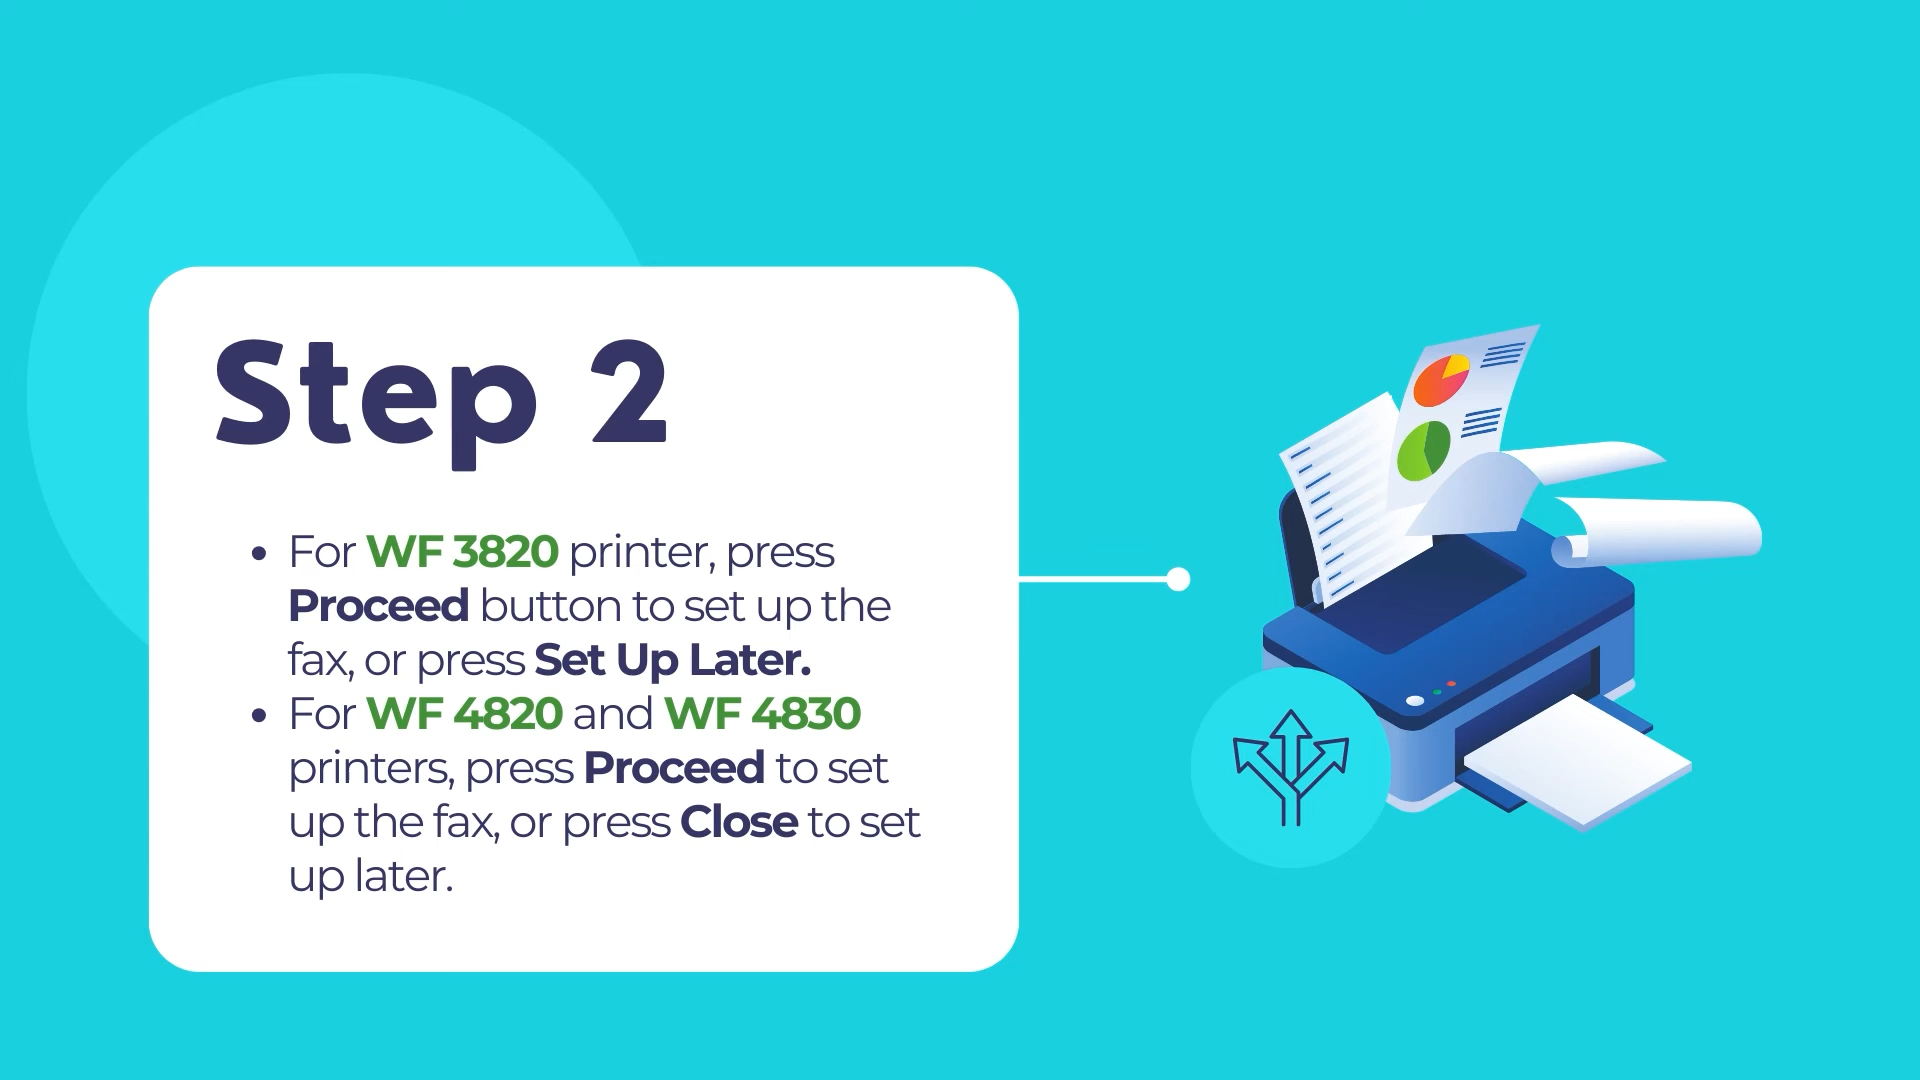 Step 2
• For WF 3820 printer, press
Proceed button to set up the
fax, or press Set Up Later.
• For WF 4820 and WF 4830
printers, press Proceed to set
up the fax, or press Close to set
up later.